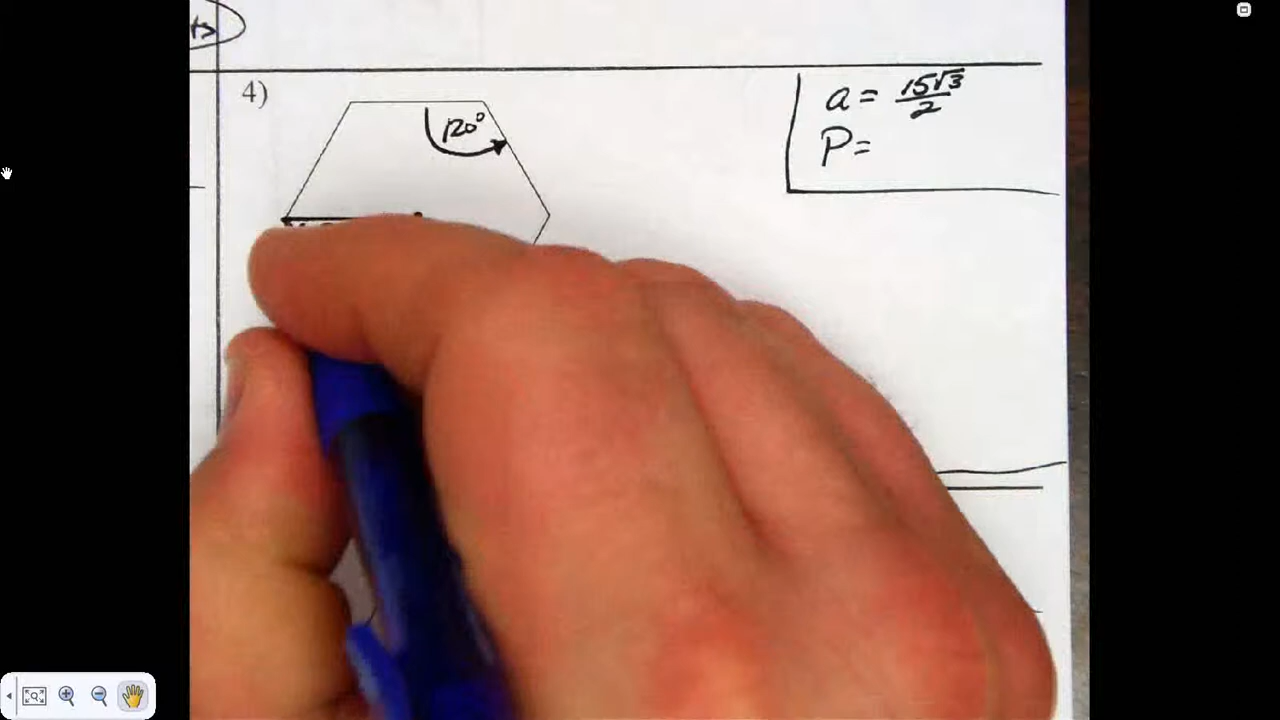 4)
120°
a = 15√3/2
P=